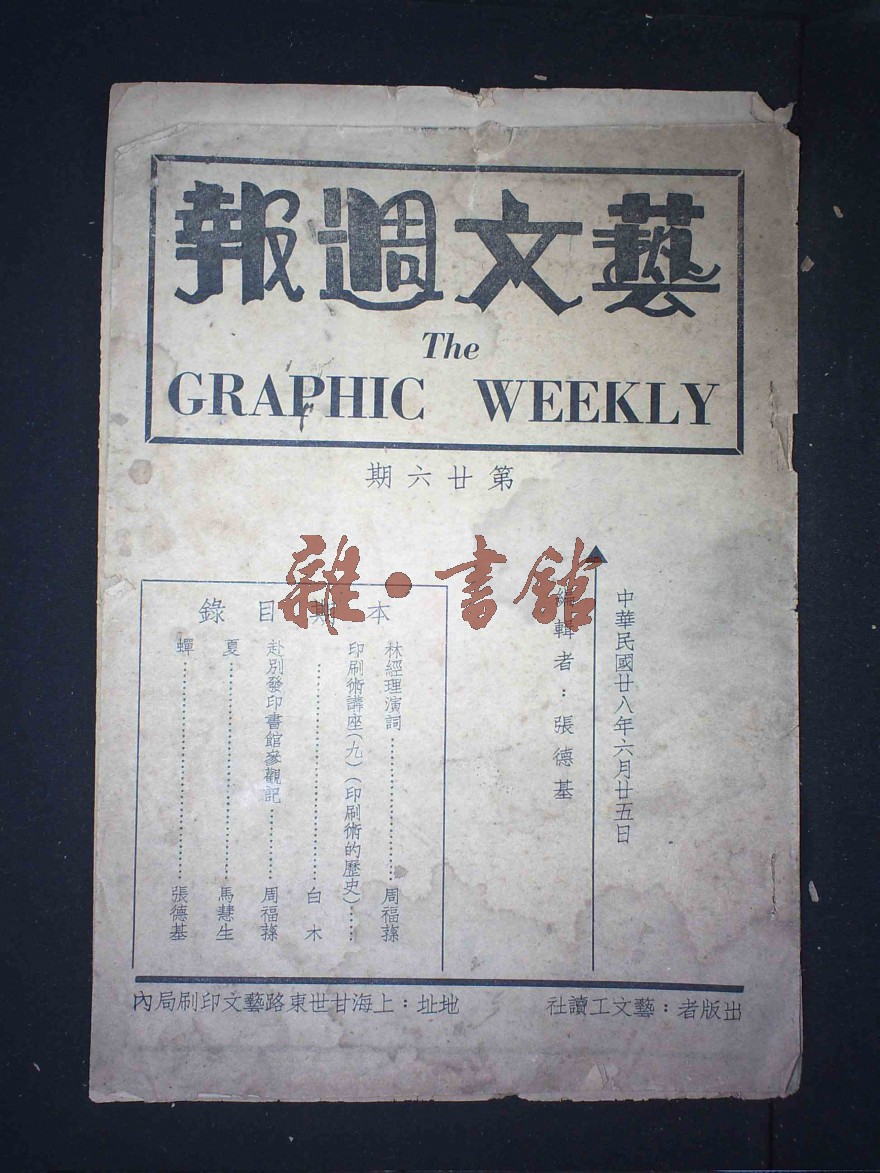 藝文週報
The
GRAPHIC WEEKLY
第廿六期
中華民國廿八年六月廿五日
編輯者：張德基
雜·書館
本期目錄
林經理演詞……周福蓀
印刷術講座（九）（印刷術的歷史）……
……白木
赴別發印書館參觀記……周福蓀
夏……馬慧生
蟬……張德基
出版者：藝文工讀社
地址：上海甘世東路藝文印刷局內